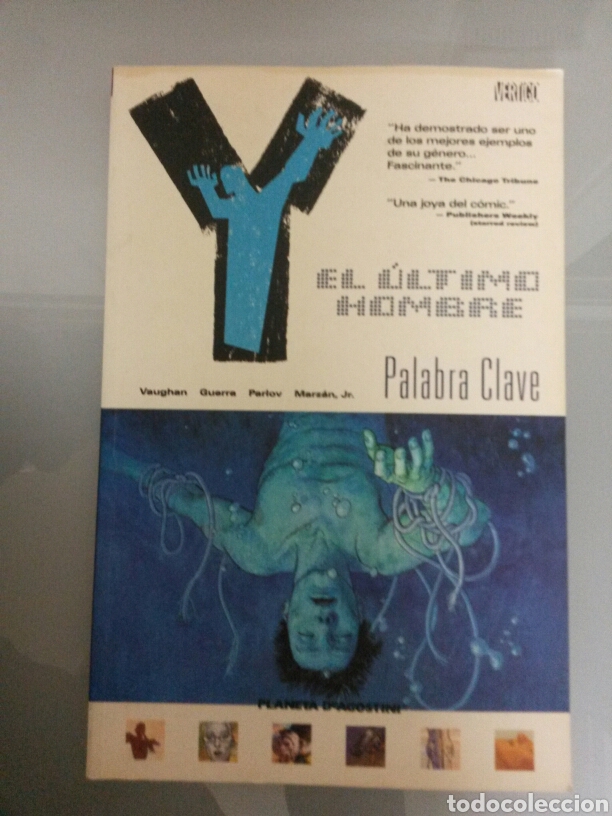 VERTIGO
Y
"Ha demostrado ser uno
de los mejores ejemplos
de su género...
Fascinante."
— The Chicago Tribune
"Una joya del cómic."
— Publishers Weekly
(starred review)
EL ÚLTIMO
HOMBRE
Palabra Clave
Vaughan Guerra Parlov Marzán, Jr.
PLANETA DeAGOSTINI
todocoleccion